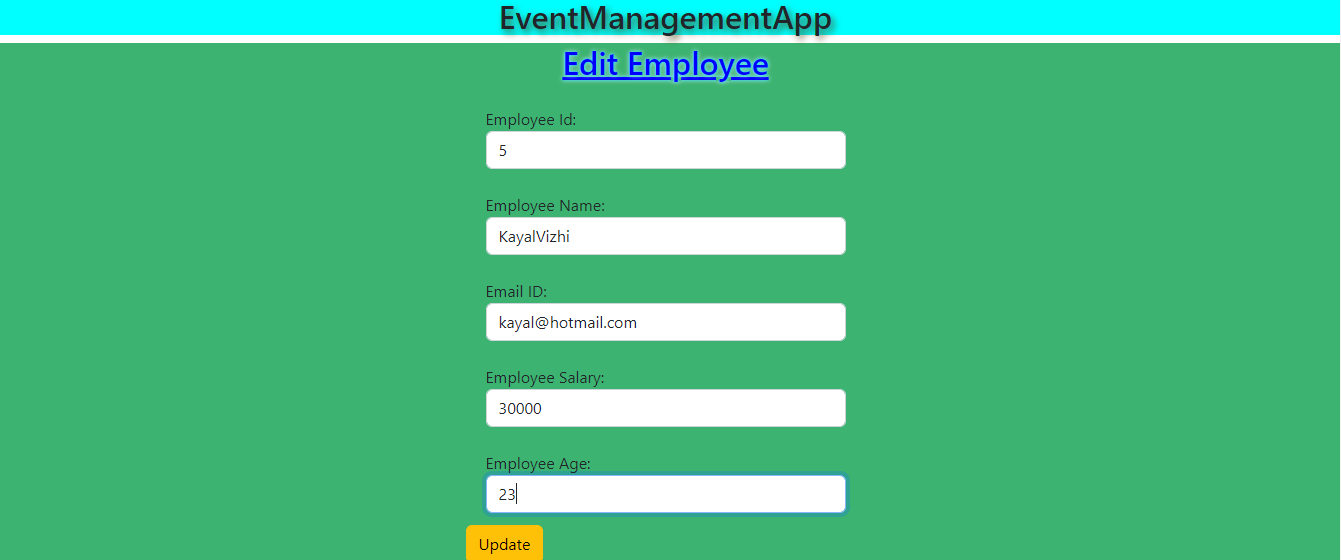 EventManagementApp
Edit Employee
Employee Id:
5
Employee Name:
KayalVizhi
Email ID:
kayal@hotmail.com
Employee Salary:
30000
Employee Age:
23
Update